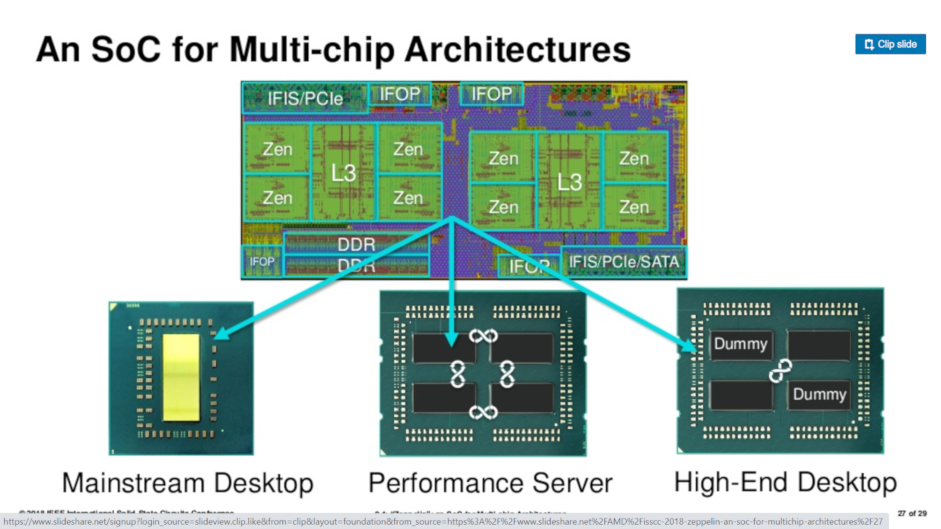 An SoC for Multi-chip Architectures
Clip slide
IFIS/PCIe
IFOP
IFOP
Zen
Zen
Zen
Zen
L3
L3
Zen
Zen
Zen
Zen
DDR
DDR
IFOP
IFOP
IFIS/PCIe/SATA
Dummy
Dummy
Mainstream Desktop
Performance Server
High-End Desktop
27 of 29
https://www.slideshare.net/signup?login_source=slideview.clip.like&from=clip&layout=foundation&from_source=https%3A%2F%2Fwww.slideshare.net%2FAMD%2Fisscc-2018-zeppelin-an-soc-for-multichip-architectures%2F27